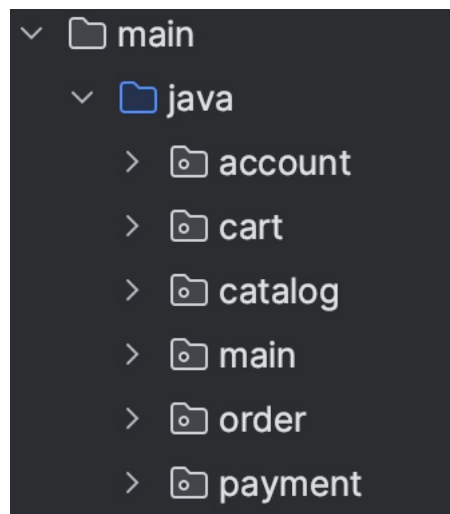 main
java
account
cart
catalog
main
order
payment